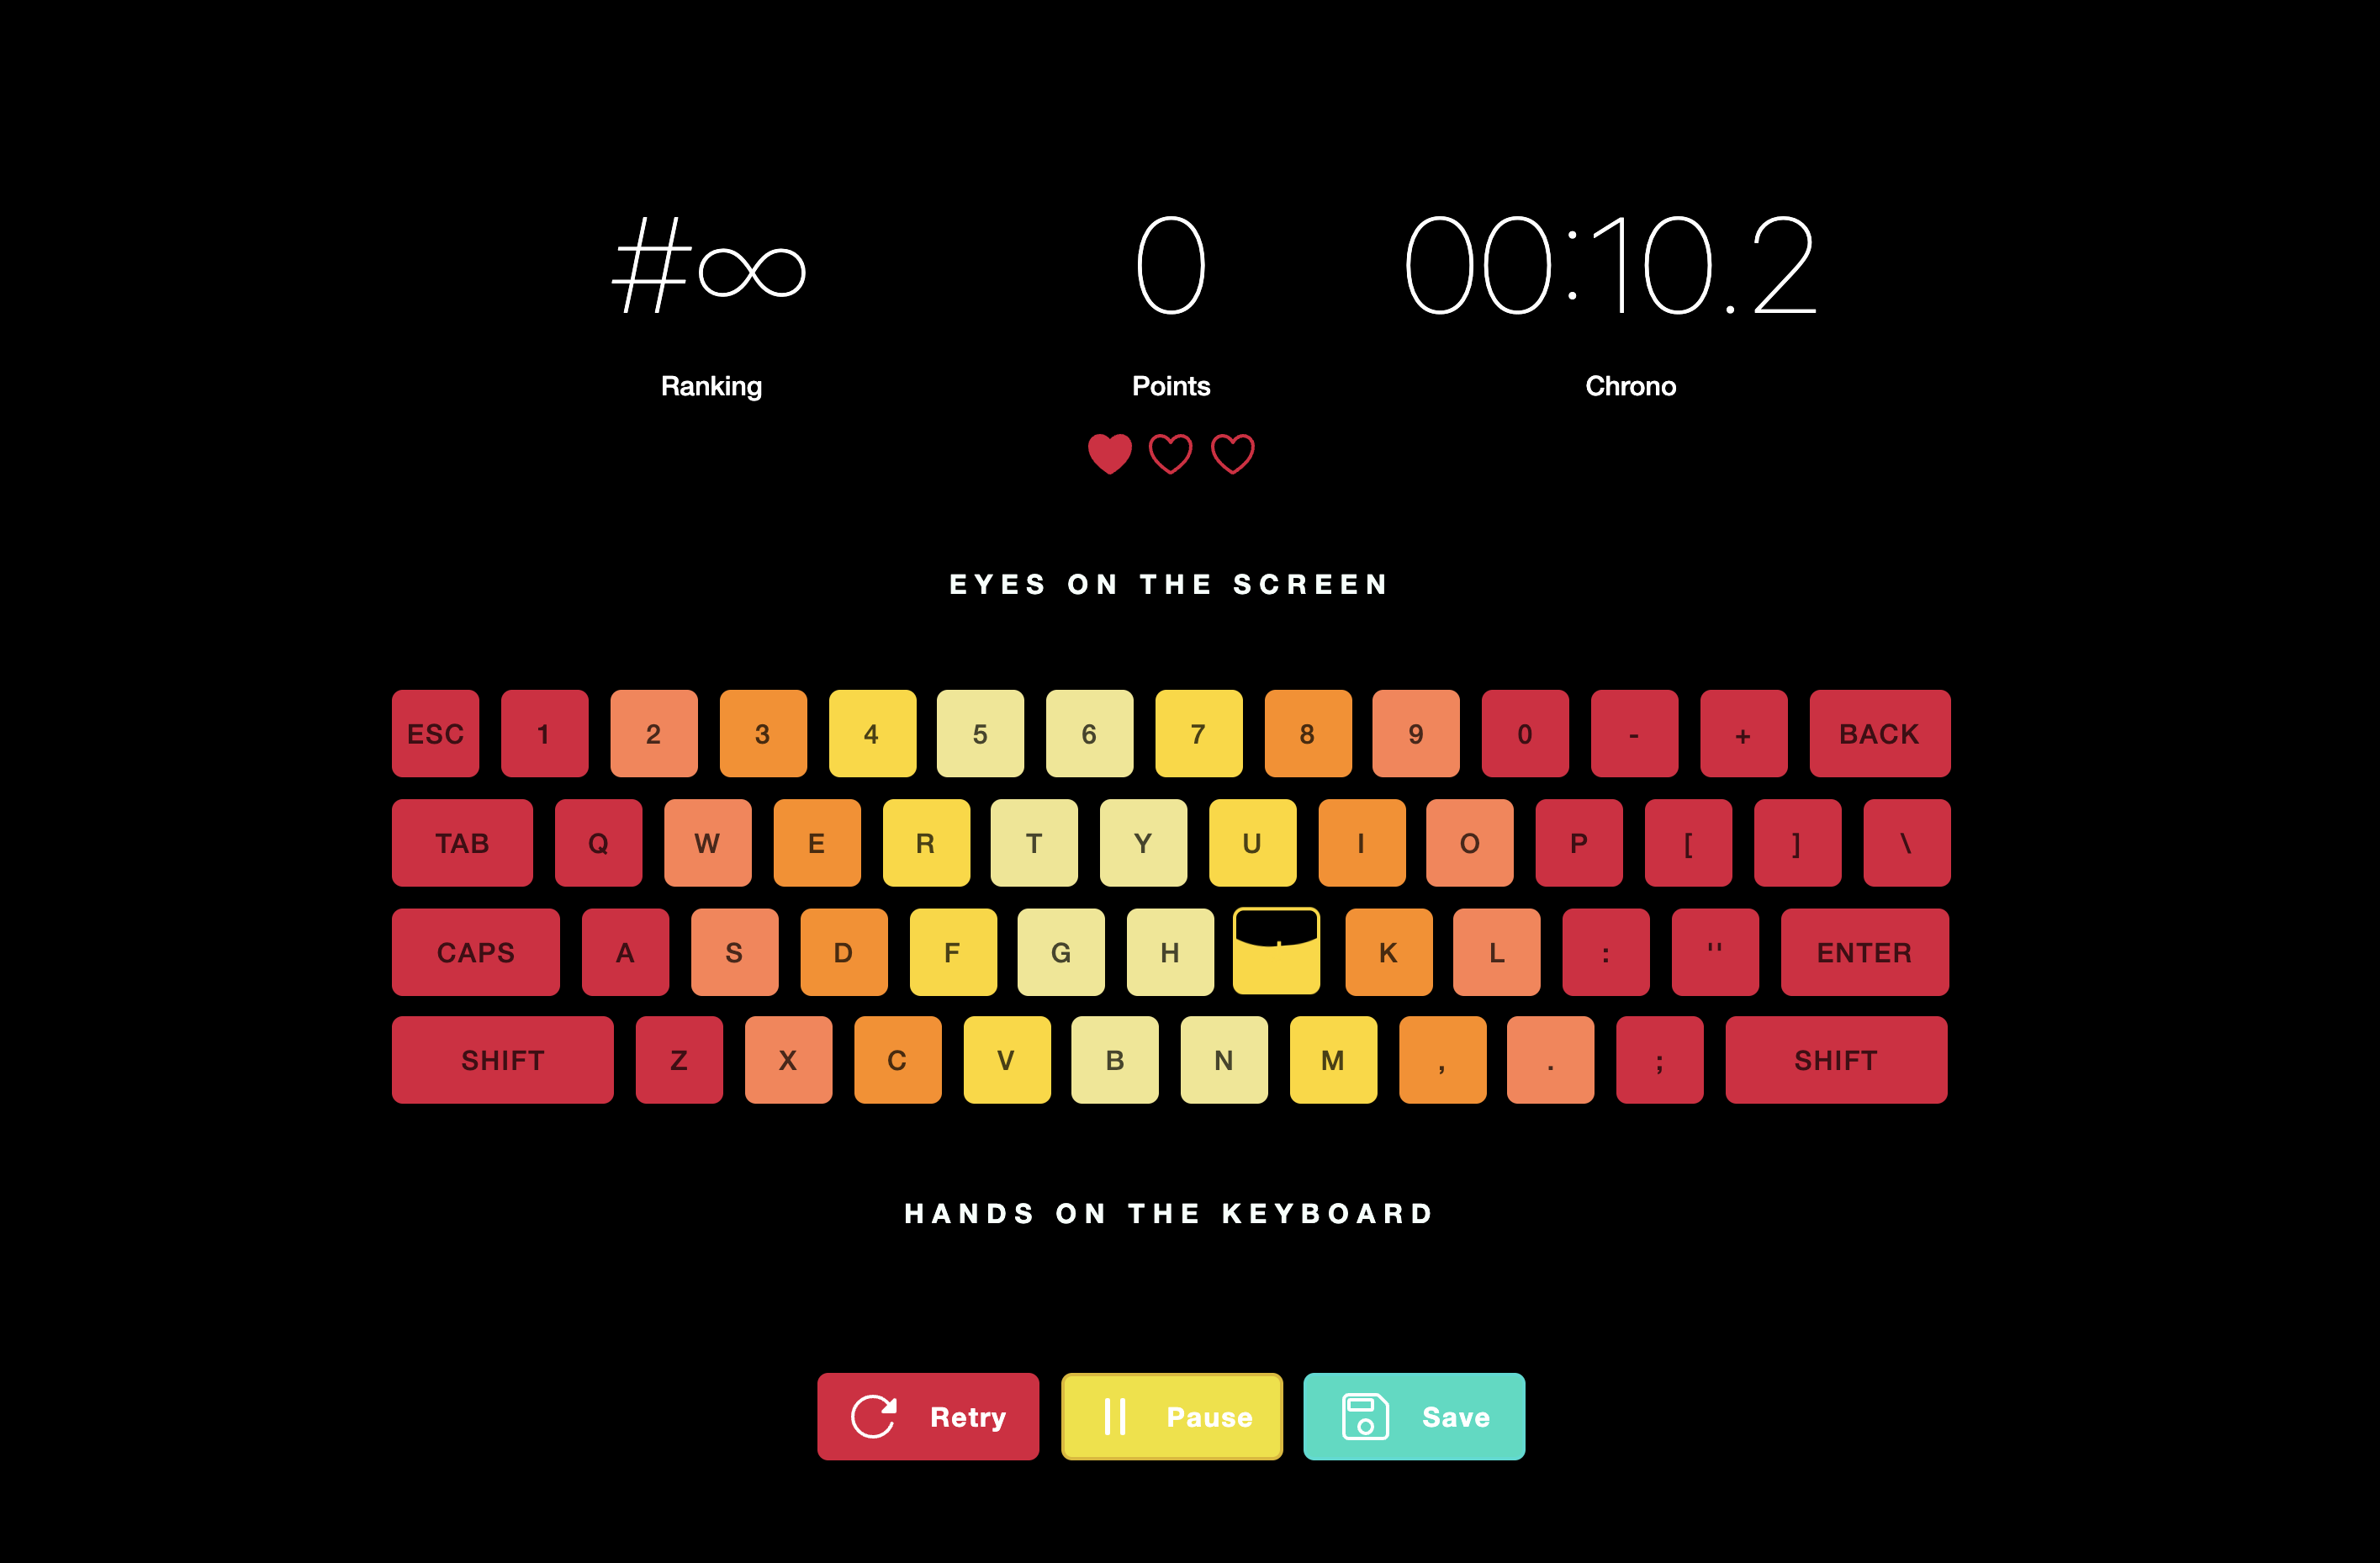 #∞ 0 00:10.2
Ranking Points Chrono
EYES ON THE SCREEN
ESC 1 2 3 4 5 6 7 8 9 0 - + BACK
TAB Q W E R T Y U I O P [ ] \
CAPS A S D F G H K L : '' ENTER
SHIFT Z X C V B N M , . ; SHIFT
HANDS ON THE KEYBOARD
Retry Pause Save